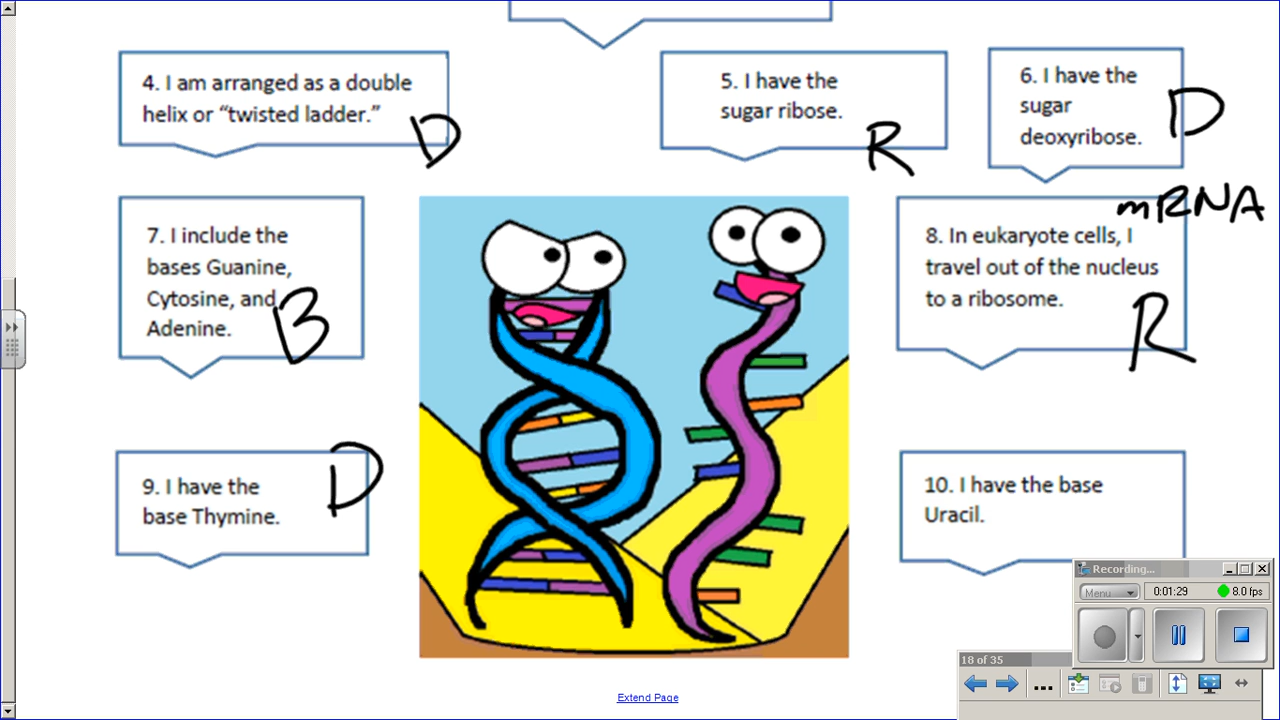 4. I am arranged as a double
helix or “twisted ladder.”
D
5. I have the
sugar ribose.
R
6. I have the
sugar
deoxyribose.
D
7. I include the
bases Guanine,
Cytosine, and
Adenine.
B
mRNA
8. In eukaryote cells, I
travel out of the nucleus
to a ribosome.
R
9. I have the
base Thymine.
D
10. I have the base
Uracil.
Recording...
Menu
0:01:29
8.0 fps
18 of 35
Extend Page